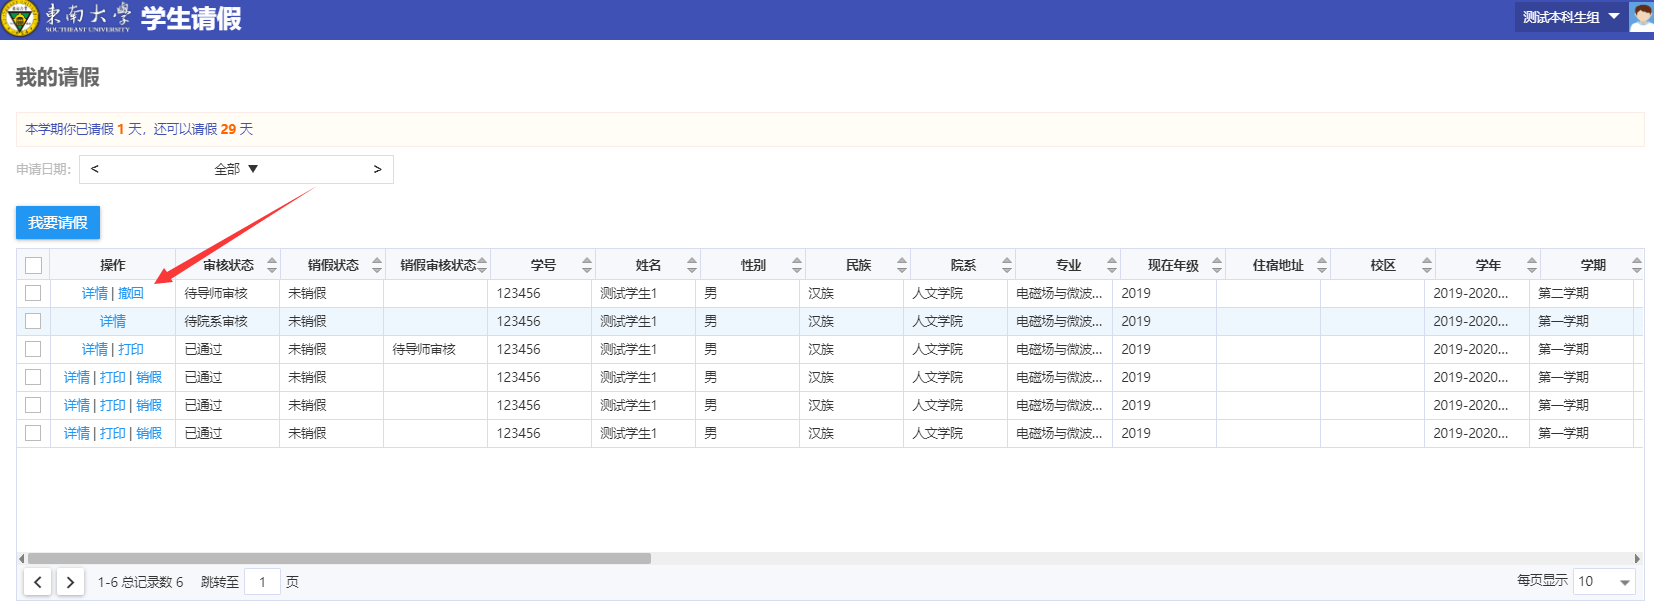 東南大學 学生请假 测试本科生组
SOUTHEAST UNIVERSITY
我的请假
本学期你已请假 1 天，还可以请假 29 天
申请日期: < 全部 ▼ >
我要请假
操作 审核状态 销假状态 销假审核状态 学号 姓名 性别 民族 院系 专业 现在年级 住宿地址 校区 学年 学期
详情 | 撤回 待导师审核 未销假 123456 测试学生1 男 汉族 人文学院 电磁场与微波... 2019 2019-2020... 第二学期
详情 待院系审核 未销假 123456 测试学生1 男 汉族 人文学院 电磁场与微波... 2019 2019-2020... 第一学期
详情 | 打印 已通过 未销假 待导师审核 123456 测试学生1 男 汉族 人文学院 电磁场与微波... 2019 2019-2020... 第一学期
详情 | 打印 | 销假 已通过 未销假 123456 测试学生1 男 汉族 人文学院 电磁场与微波... 2019 2019-2020... 第一学期
详情 | 打印 | 销假 已通过 未销假 123456 测试学生1 男 汉族 人文学院 电磁场与微波... 2019 2019-2020... 第一学期
详情 | 打印 | 销假 已通过 未销假 123456 测试学生1 男 汉族 人文学院 电磁场与微波... 2019 2019-2020... 第一学期
< > 1-6 总记录数 6 跳转至 1 页 每页显示 10